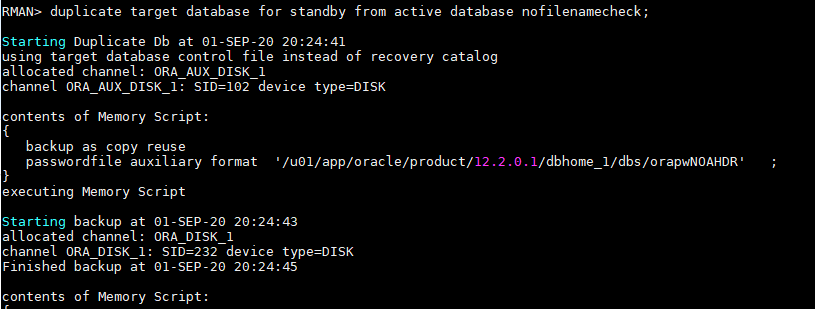 RMAN> duplicate target database for standby from active database nofilenamecheck;
Starting Duplicate Db at 01-SEP-20 20:24:41
using target database control file instead of recovery catalog
allocated channel: ORA_AUX_DISK_1
channel ORA_AUX_DISK_1: SID=102 device type=DISK
contents of Memory Script:
{
   backup as copy reuse
   passwordfile auxiliary format  '/u01/app/oracle/product/12.2.0.1/dbhome_1/dbs/orapwNOAHDR'   ;
}
executing Memory Script
Starting backup at 01-SEP-20 20:24:43
allocated channel: ORA_DISK_1
channel ORA_DISK_1: SID=232 device type=DISK
Finished backup at 01-SEP-20 20:24:45
contents of Memory Script:
{